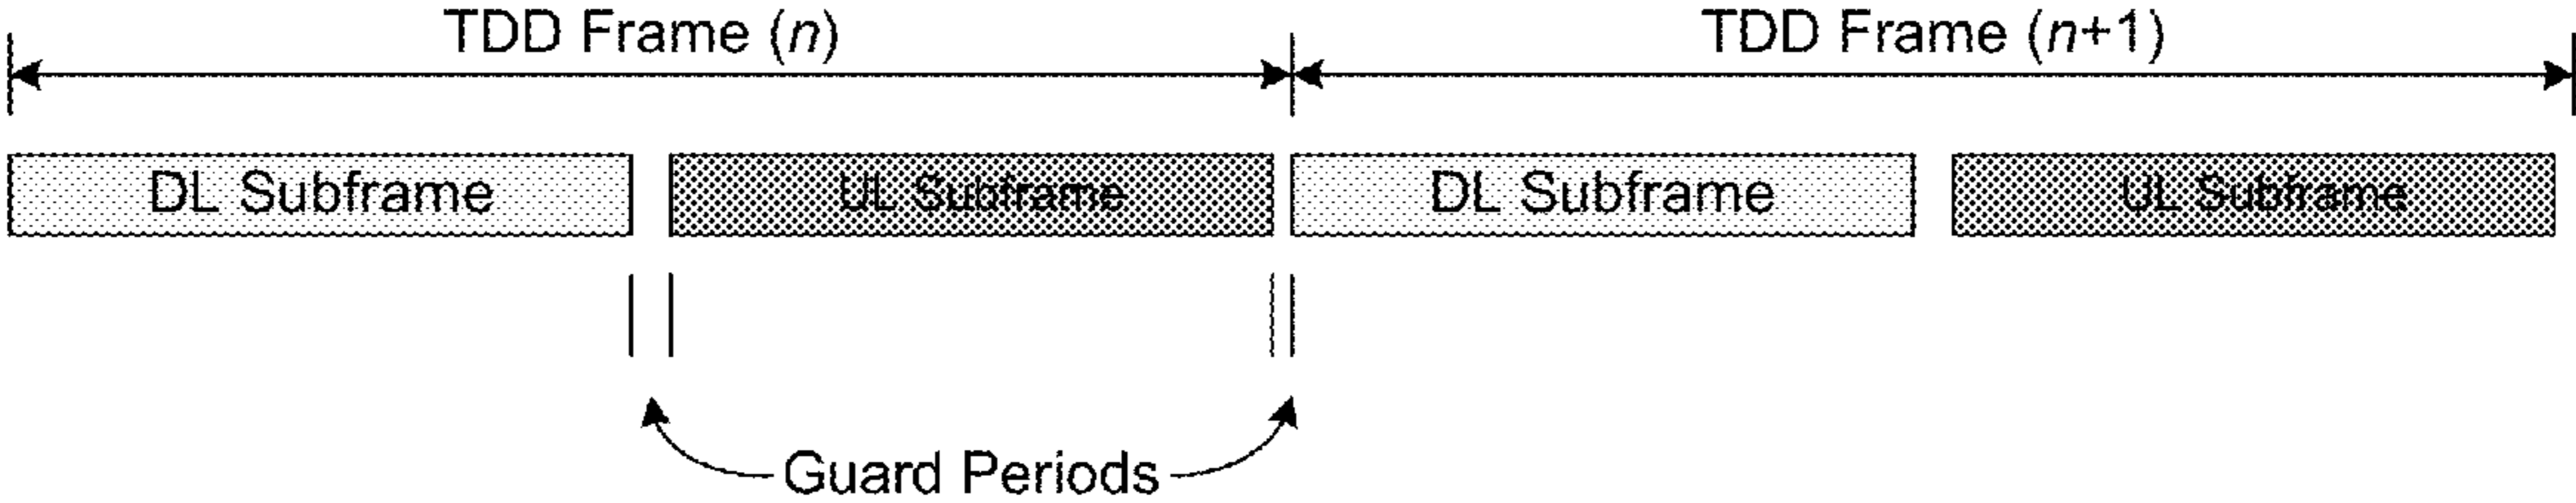 TDD Frame (n)
TDD Frame (n+1)
DL Subframe
UL Subframe
DL Subframe
UL Subframe
Guard Periods